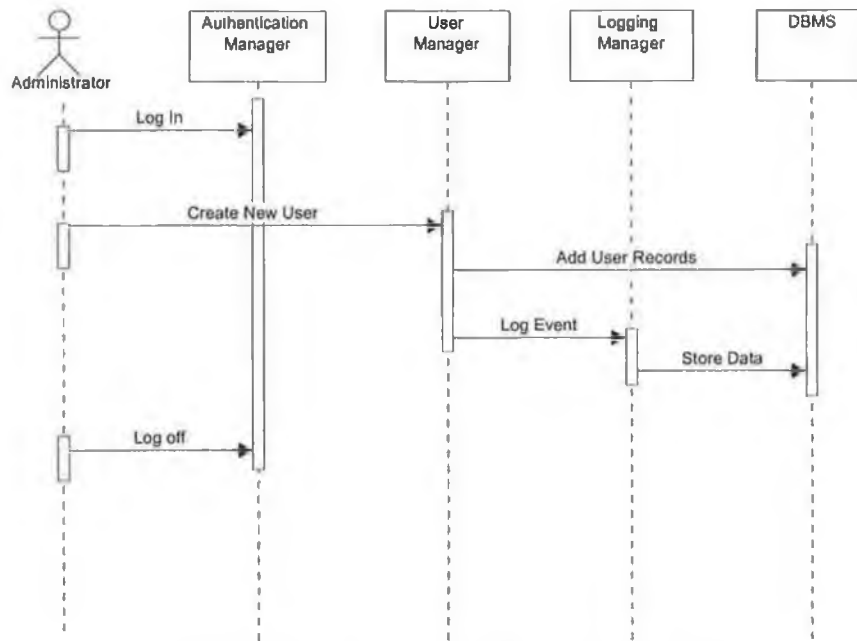 Administrator
Authentication
Manager
User
Manager
Logging
Manager
DBMS
Log In
Create New User
Add User Records
Log Event
Store Data
Log off